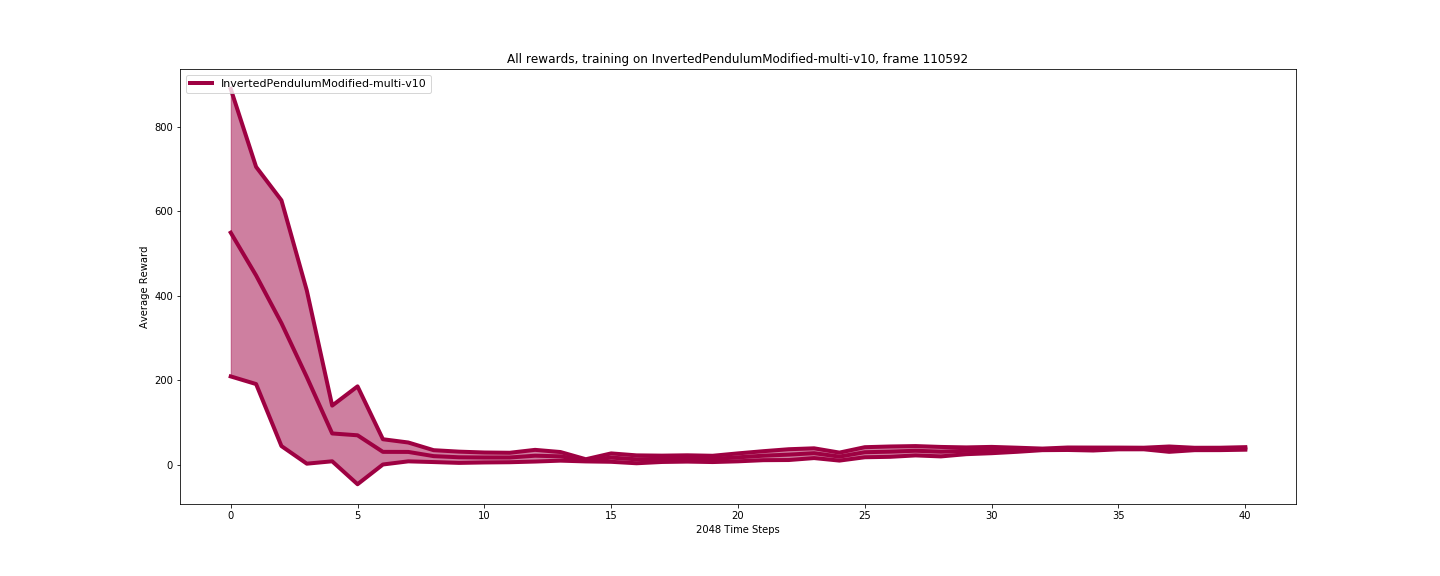 All rewards, training on InvertedPendulumModified-multi-v10, frame 110592
InvertedPendulumModified-multi-v10
Average Reward
800
600
400
200
0
0 5 10 15 20 25 30 35 40
2048 Time Steps